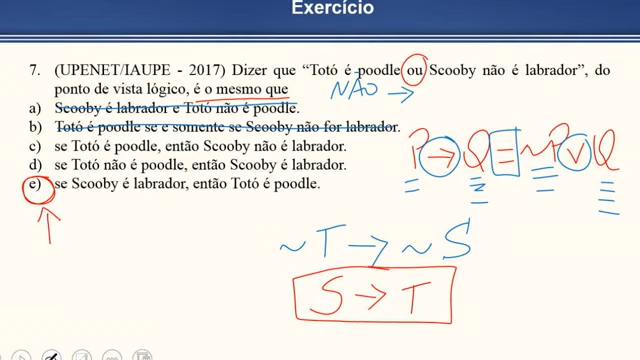 Exercício
7. (UPENET/IAUPE - 2017) Dizer que “Totó é poodle ou Scooby não é labrador”, do
ponto de vista lógico, é o mesmo que
NÃO →
a) Scooby é labrador e Totó não é poodle.
b) Totó é poodle se e somente se Scooby não for labrador.
c) se Totó é poodle, então Scooby não é labrador.
d) se Totó não é poodle, então Scooby não é labrador.
e) se Scooby é labrador, então Totó é poodle.
P → Q ≡ ~P ∨ Q
~T → ~S
S → T